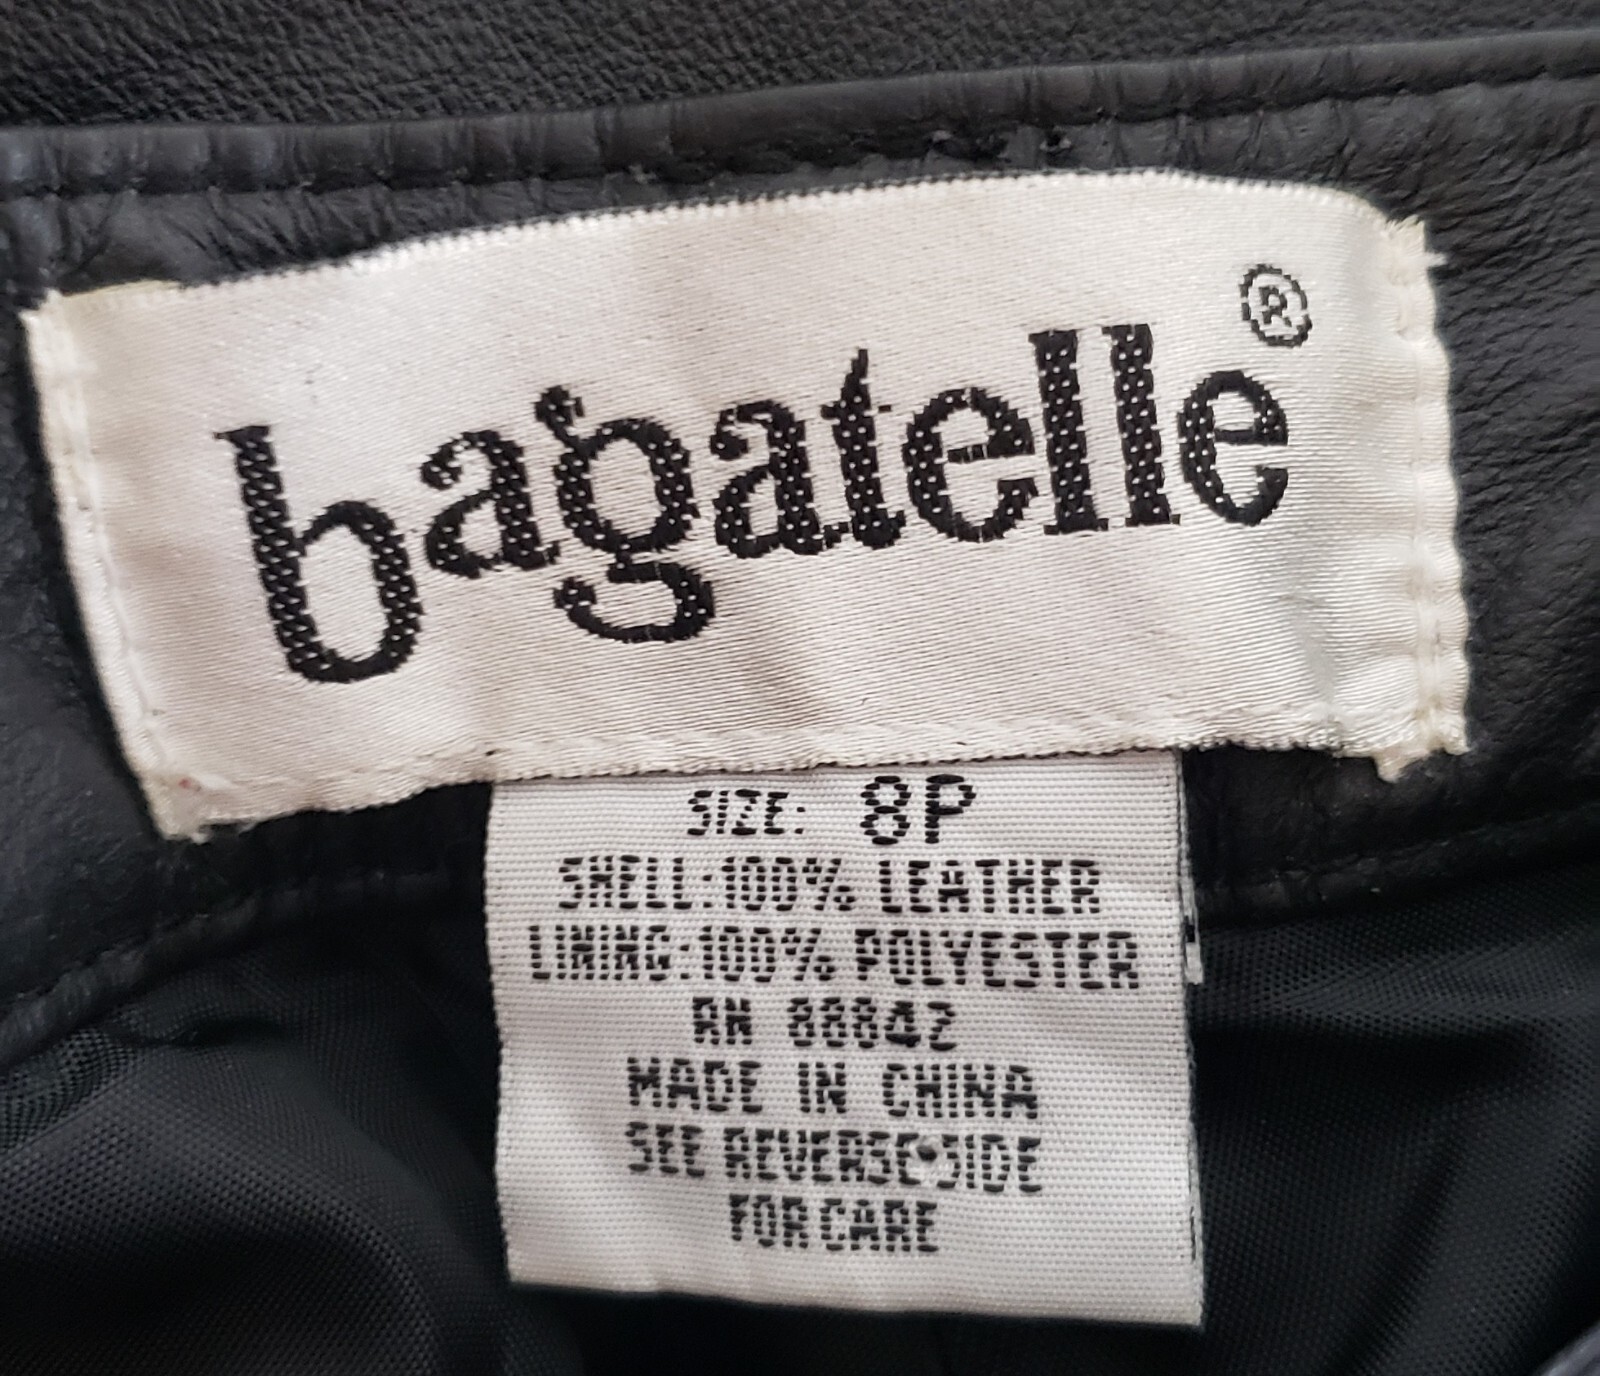 bagatelle®
SIZE: 8P
SHELL:100% LEATHER
LINING:100% POLYESTER
RN 88842
MADE IN CHINA
SEE REVERSE SIDE
FOR CARE